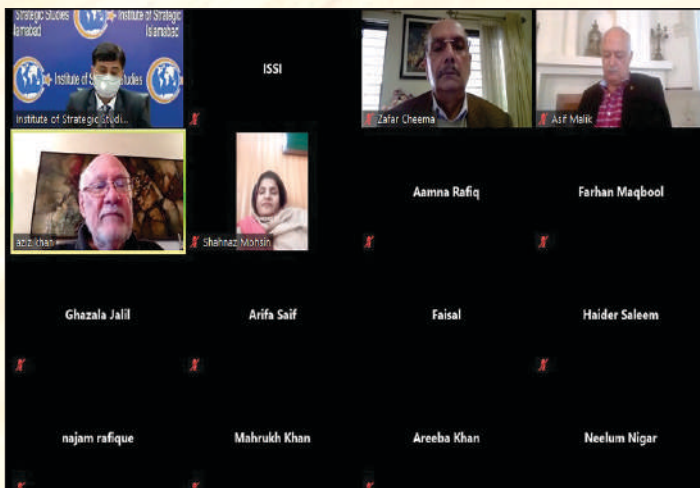 Strategic Studies
Islamabad
Institute of Strategic
Islamabad
Institute of Strategic Studies
Institute of Strategic Studi...
ISSI
Zafar Cheema
Asif Malik
aziz.khan
Shahnaz Mohsin
Aamna Rafiq
Farhan Maqbool
Ghazala Jalil
Arifa Saif
Faisal
Haider Saleem
najam rafique
Mahrukh Khan
Areeba Khan
Neelum Nigar